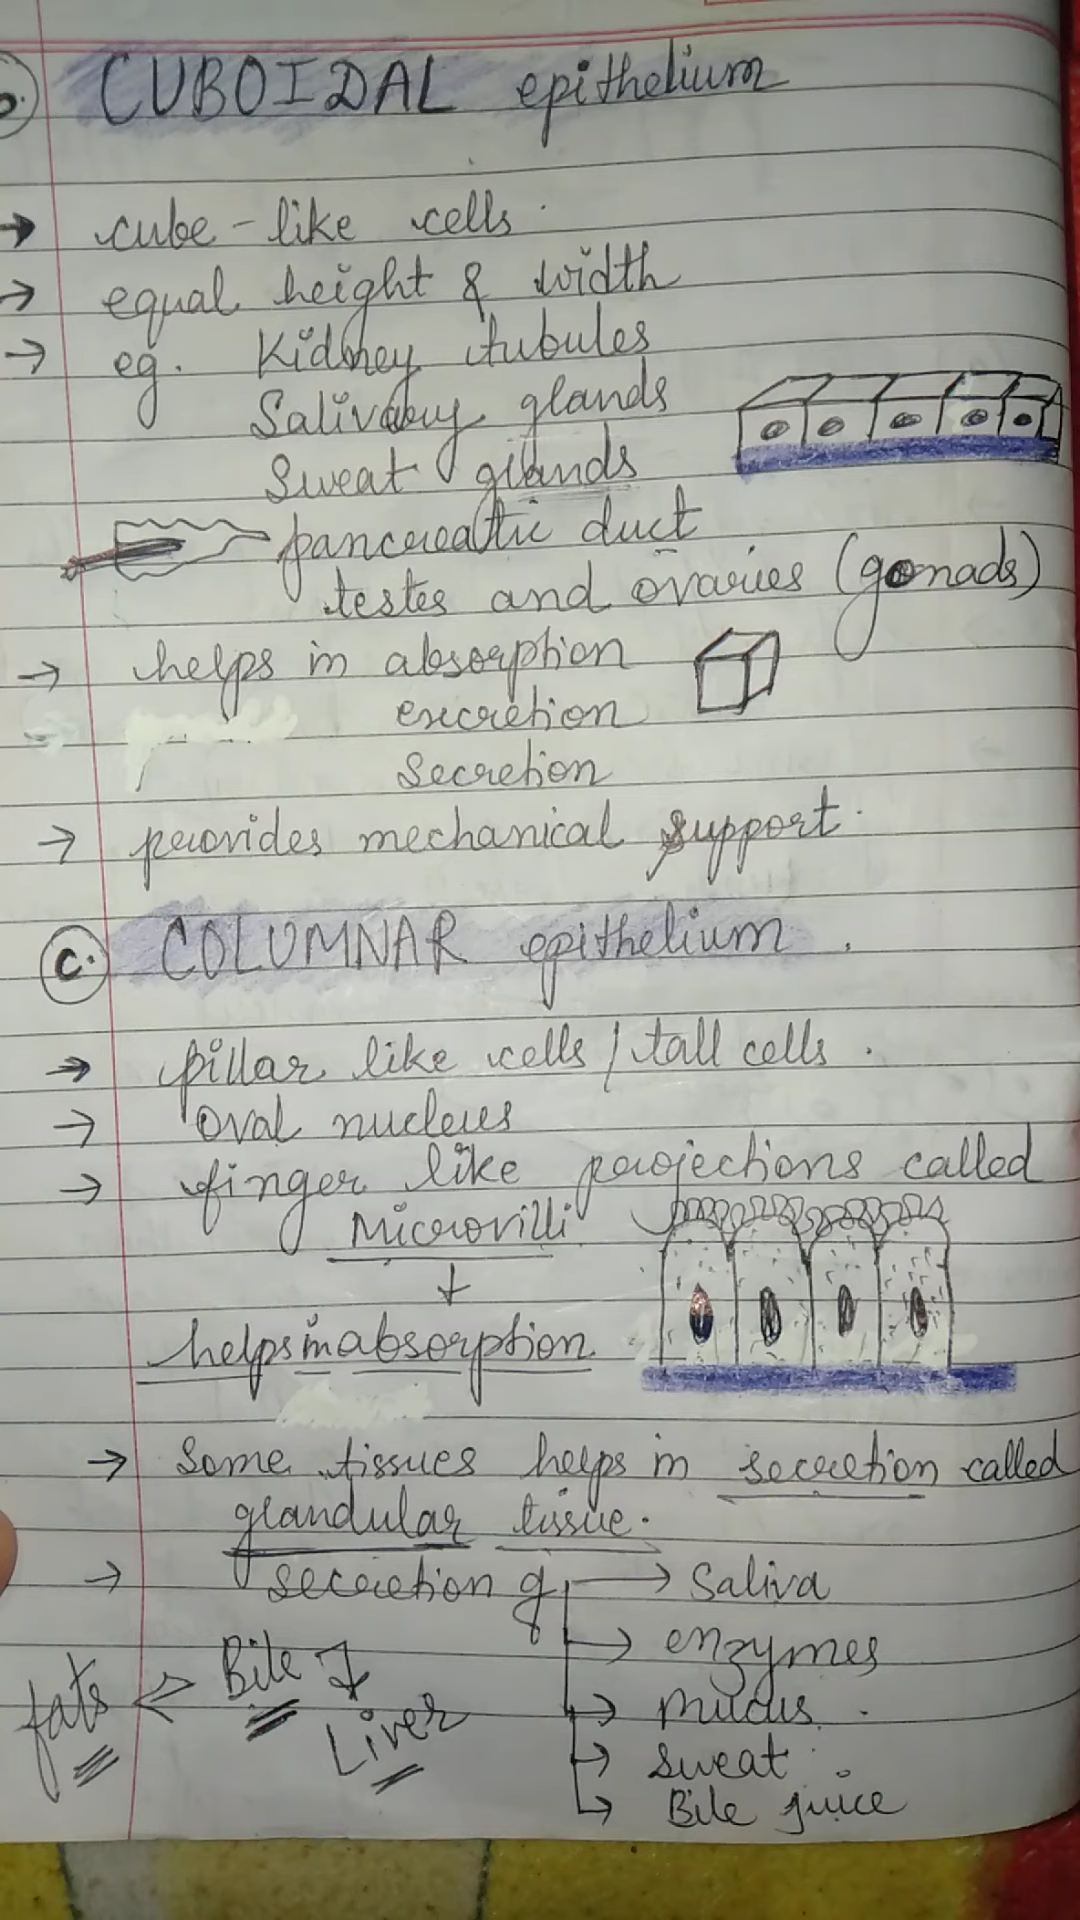 b. CUBOIDAL epithelium
→ cube-like cells.
→ equal height & width
→ eg. Kidney tubules
Salivary glands
Sweat glands
pancreatic duct
testes and ovaries (gonads)
→ helps in absorption
excretion
Secretion
→ provides mechanical support.
c. COLUMNAR epithelium.
→ pillar like cells / tall cells.
→ oval nucleus
→ finger like projections called
Microvilli
↓
helps in absorption
→ Some tissues helps in secretion called
glandular tissue.
→ secretion of → Saliva
→ enzymes
→ Mucus.
→ Sweat
→ Bile juice
fats ⇐ Bile ↴
Liver